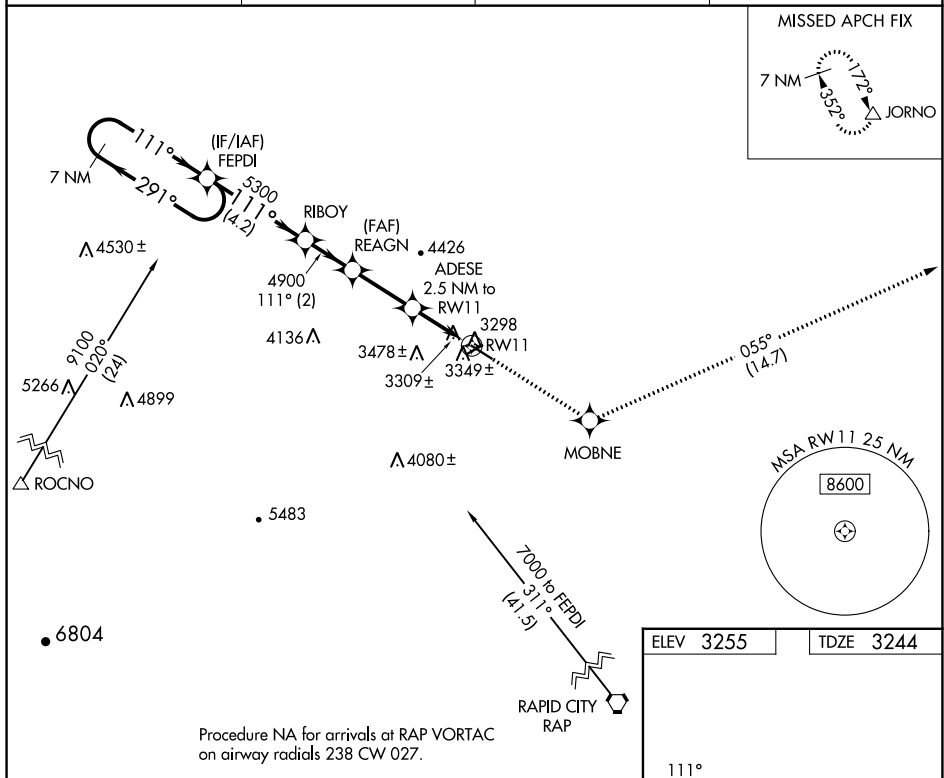 MISSED APCH FIX
7 NM
172°
352°
JORNO
(IF/IAF)
FEPDI
111°
7 NM
291°
5300
111°
(4.2)
RIBOY
(FAF)
REAGN
4426
4530 ±
4900
111° (2)
ADESE
2.5 NM to
RW11
3298
RW11
4136
3478 ±
3309 ±
3349 ±
055°
(14.7)
9100
020°
(24)
5266
4899
ROCNO
MOBNE
4080 ±
MSA RW11 25 NM
8600
5483
7000 to FEPDI
311°
(41.5)
6804
RAPID CITY
RAP
ELEV 3255
TDZE 3244
Procedure NA for arrivals at RAP VORTAC
on airway radials 238 CW 027.
111°